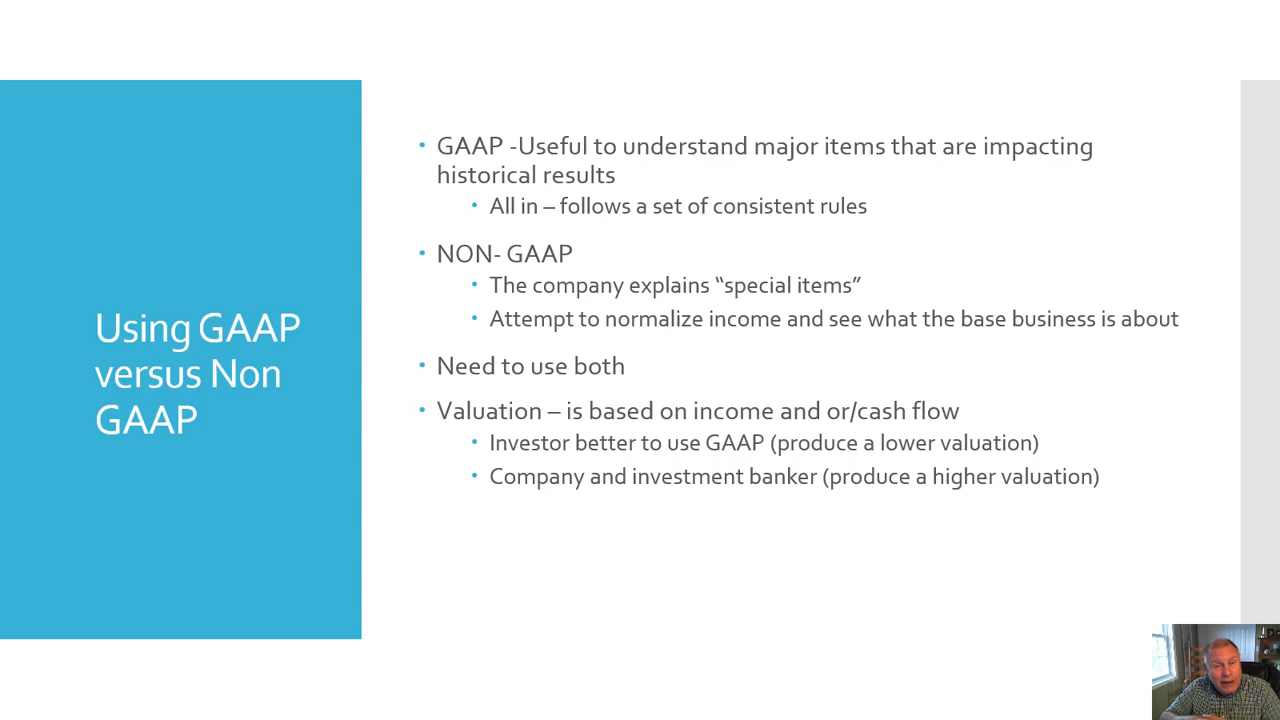 Using GAAP
versus Non
GAAP
• GAAP -Useful to understand major items that are impacting
historical results
• All in – follows a set of consistent rules
• NON- GAAP
• The company explains “special items”
• Attempt to normalize income and see what the base business is about
• Need to use both
• Valuation – is based on income and or/cash flow
• Investor better to use GAAP (produce a lower valuation)
• Company and investment banker (produce a higher valuation)